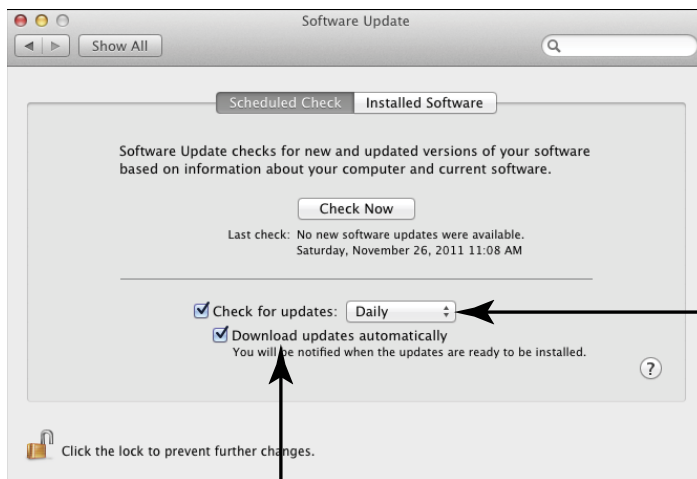 Software Update
Show All
Scheduled Check Installed Software
Software Update checks for new and updated versions of your software
based on information about your computer and current software.
Check Now
Last check: No new software updates were available.
Saturday, November 26, 2011 11:08 AM
Check for updates: Daily
Download updates automatically
You will be notified when the updates are ready to be installed.
?
Click the lock to prevent further changes.